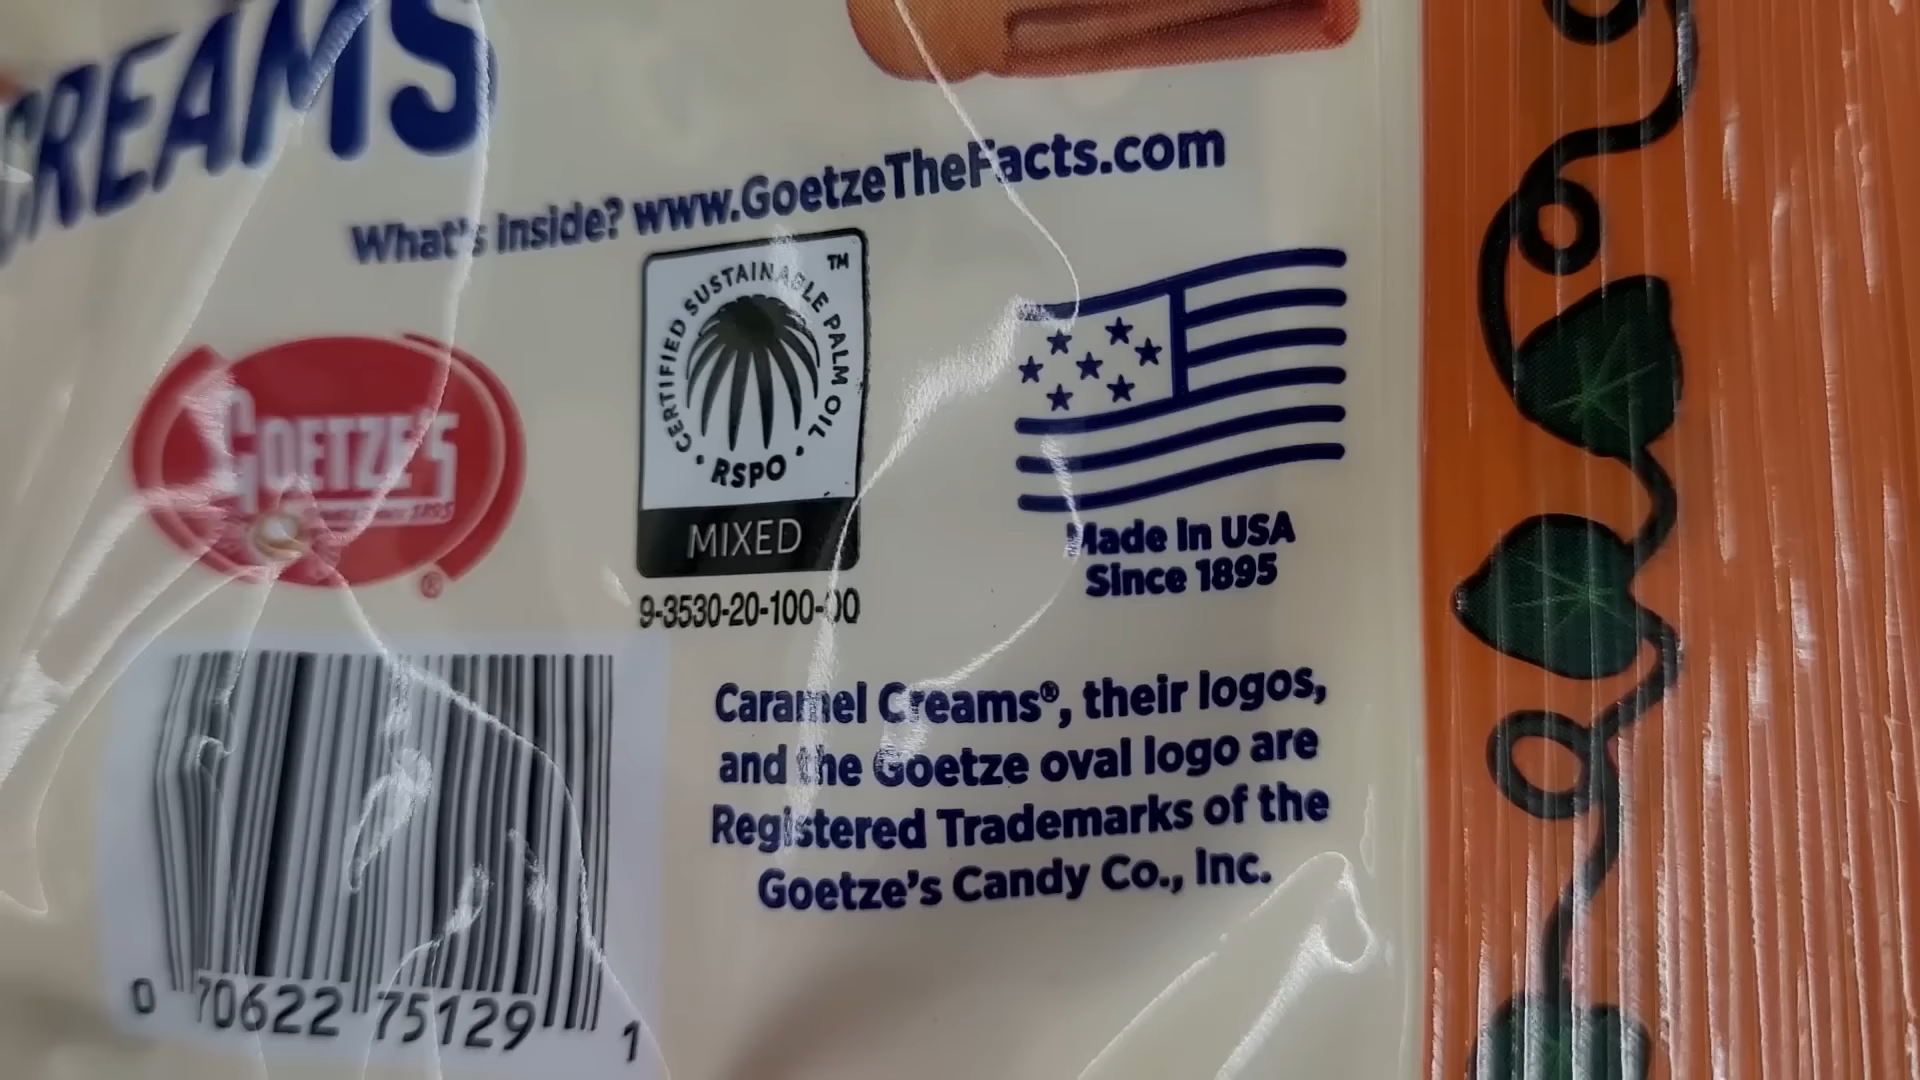 CREAMS
What's inside? www.GoetzeTheFacts.com
CERTIFIED SUSTAINABLE PALM OIL
TM
RSPO
MIXED
9-3530-20-100-00
GOETZE'S
SINCE 1895
®
Made In USA
Since 1895
Caramel Creams®, their logos,
and the Goetze oval logo are
Registered Trademarks of the
Goetze's Candy Co., Inc.
0 70622 75129 1